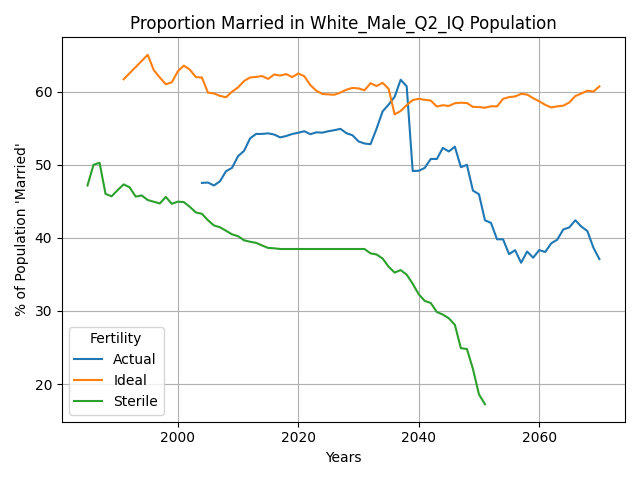 Proportion Married in White_Male_Q2_IQ Population
% of Population 'Married'
60
50
40
30
20
Fertility
Actual
Ideal
Sterile
2000
2020
2040
2060
Years